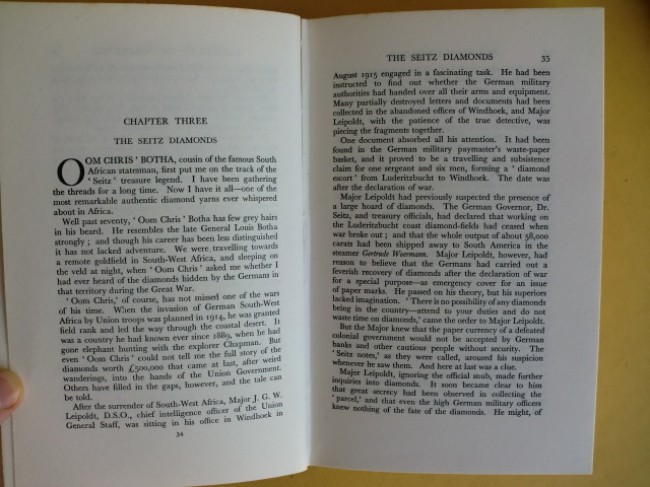 CHAPTER THREE
THE SEITZ DIAMONDS
OOM CHRIS' BOTHA, cousin of the famous South
African statesman, first put me on the track of the
' Seitz' treasure legend. I have been gathering
the threads for a long time. Now I have it all—one of the
most remarkable authentic diamond yarns ever whispered
about in Africa.
Well past seventy, ' Oom Chris ' Botha has few grey hairs
in his beard. He resembles the late General Louis Botha
strongly ; and though his career has been less distinguished
it has not lacked adventure. We were travelling towards
a remote goldfield in South-West Africa, and sleeping on
the veld at night, when ' Oom Chris ' asked me whether I
had ever heard of the diamonds hidden by the Germans in
that territory during the Great War.
' Oom Chris,' of course, has not missed one of the wars
of his time. When the invasion of German South-West
Africa by Union troops was planned in 1914, he was granted
field rank and led the way through the coastal desert. It
was a country he had known ever since 1889, when he had
gone elephant hunting with the explorer Chapman. But
even ' Oom Chris ' could not tell me the full story of the
diamonds worth £500,000 that came at last, after weird
wanderings, into the hands of the Union Government.
Others have filled in the gaps, however, and the tale can
be told.
After the surrender of South-West Africa, Major J. G. W.
Leipoldt, D.S.O., chief intelligence officer of the Union
General Staff, was sitting in his office in Windhoek in
34
THE SEITZ DIAMONDS 35
August 1915 engaged in a fascinating task. He had been
instructed to find out whether the German military
authorities had handed over all their arms and equipment.
Many partially destroyed letters and documents had been
collected in the abandoned offices of Windhoek, and Major
Leipoldt, with the patience of the true detective, was
piecing the fragments together.
One document absorbed all his attention. It had been
found in the German military paymaster's waste-paper
basket, and it proved to be a travelling and subsistence
claim for one sergeant and six men, forming a ' diamond
escort ' from Luderitzbucht to Windhoek. The date was
after the declaration of war.
Major Leipoldt had previously suspected the presence of
a large hoard of diamonds. The German Governor, Dr.
Seitz, and treasury officials, had declared that working on
the Luderitzbucht coast diamond-fields had ceased when
war broke out ; and that the whole output of about 58,000
carats had been shipped away to South America in the
steamer Gertrude Woermann. Major Leipoldt, however, had
reason to believe that the Germans had carried out a
feverish recovery of diamonds after the declaration of war
for a special purpose—as emergency cover for an issue
of paper marks. He passed on his theory, but his superiors
lacked imagination. ' There is no possibility of any diamonds
being in the country—attend to your duties and do not
waste time on diamonds,' came the order to Major Leipoldt.
But the Major knew that the paper currency of a defeated
colonial government would not be accepted by German
banks and other cautious people without security. The
' Seitz notes,' as they were called, around his suspicion
whenever he saw them. And here at last was a clue.
Major Leipoldt, ignoring the official snub, made further
inquiries into diamonds. It soon became clear to him
that great secrecy had been observed in collecting the
' parcel,' and that even the high German military officers
knew nothing of the fate of the diamonds. He might, of